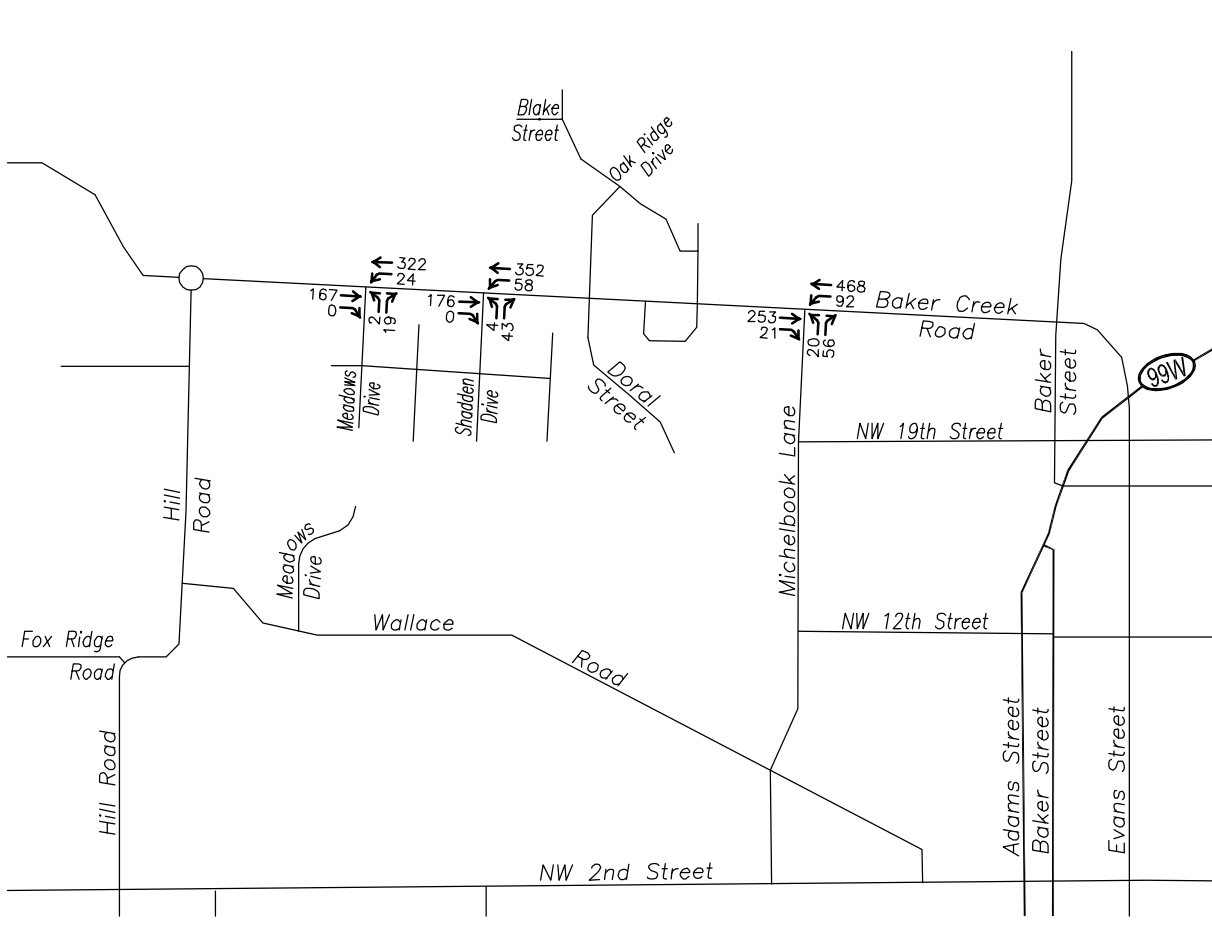 Blake
Street
Oak Ridge
Drive
322
24
167
0
2
19
352
58
176
0
4
43
468
92
253
21
20
56
Baker Creek
Road
Meadows
Drive
Shadden
Drive
Doral
Street
Baker
Street
99W
NW 19th Street
Michelbook Lane
Hill
Road
Meadows
Drive
Wallace
Road
NW 12th Street
Fox Ridge
Road
Hill Road
Adams Street
Baker Street
Evans Street
NW 2nd Street